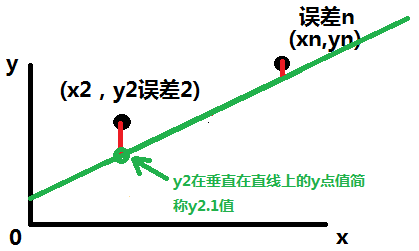 误差n
(xn,yn)
y
(x2，y2误差2)
y2在垂直在直线上的y点值简
称y2.1值
0
x